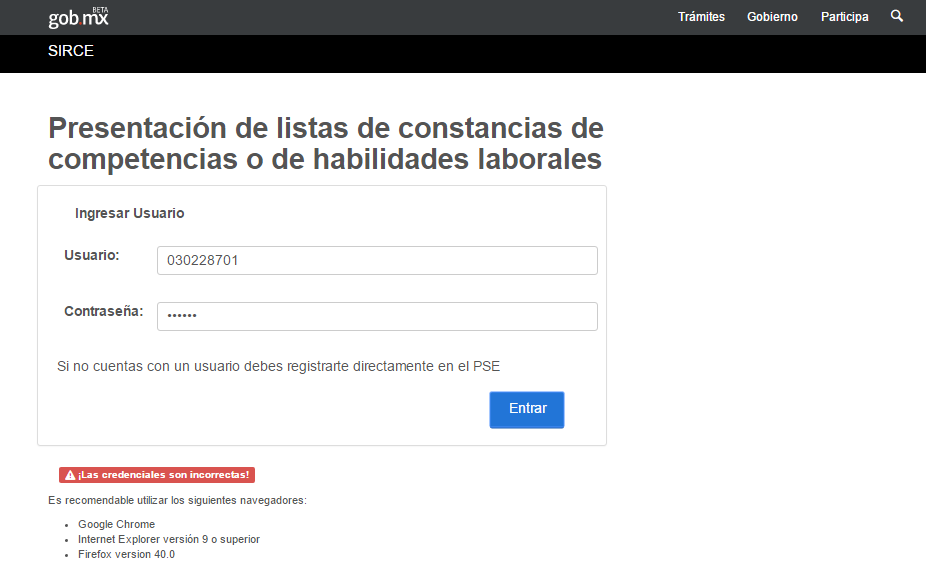 gob.mx BETA
Trámites Gobierno Participa
SIRCE
Presentación de listas de constancias de
competencias o de habilidades laborales
Ingresar Usuario
Usuario: 030228701
Contraseña: ••••••
Si no cuentas con un usuario debes registrarte directamente en el PSE
Entrar
¡Las credenciales son incorrectas!
Es recomendable utilizar los siguientes navegadores:
• Google Chrome
• Internet Explorer versión 9 o superior
• Firefox version 40.0